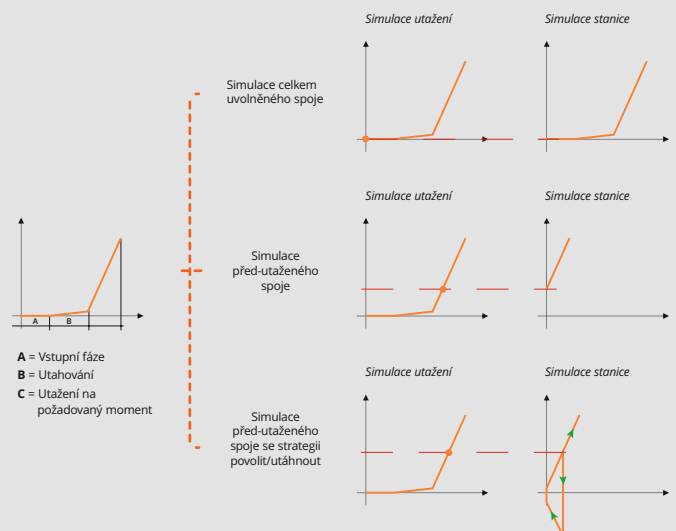 Simulace utažení
Simulace stanice
Simulace celkem
uvolněného spoje
Simulace utažení
Simulace stanice
Simulace
před-utaženého
spoje
A
B
A = Vstupní fáze
B = Utahování
C = Utažení na
požadovaný moment
Simulace utažení
Simulace stanice
Simulace
před-utaženého
spoje se strategii
povolit/utáhnout